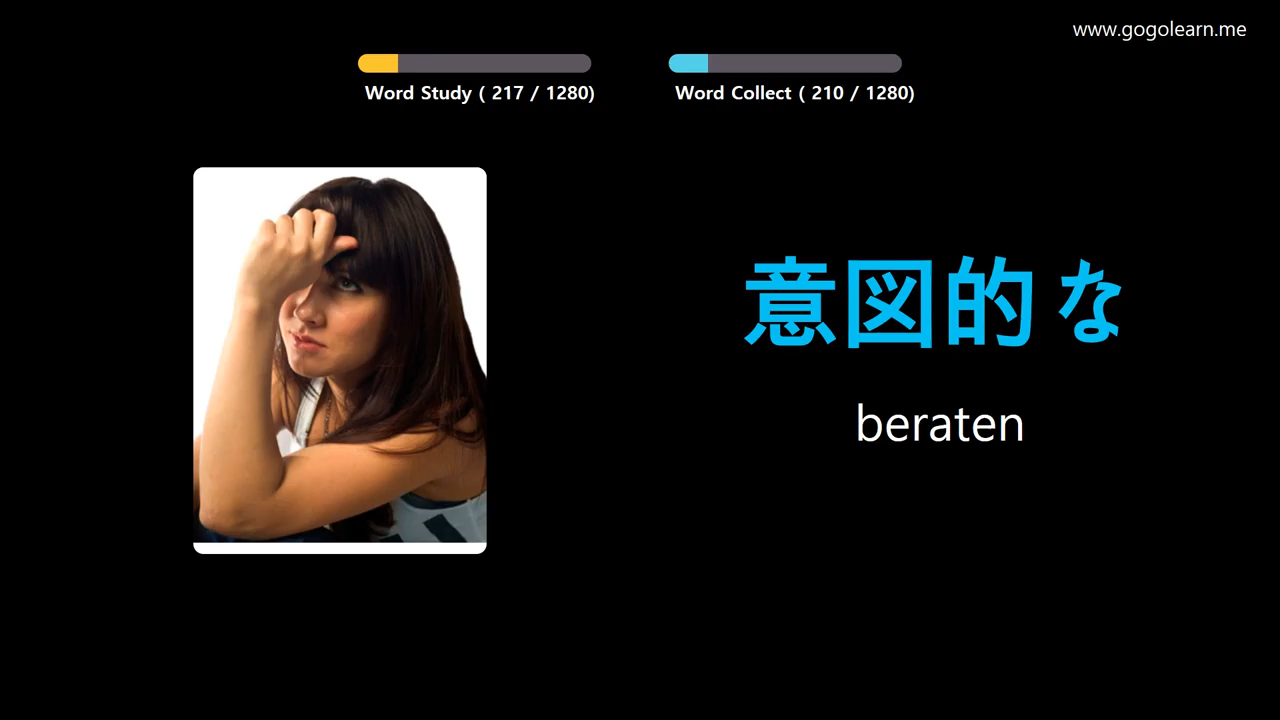 www.gogolearn.me
Word Study ( 217 / 1280)
Word Collect ( 210 / 1280)
意図的な
beraten